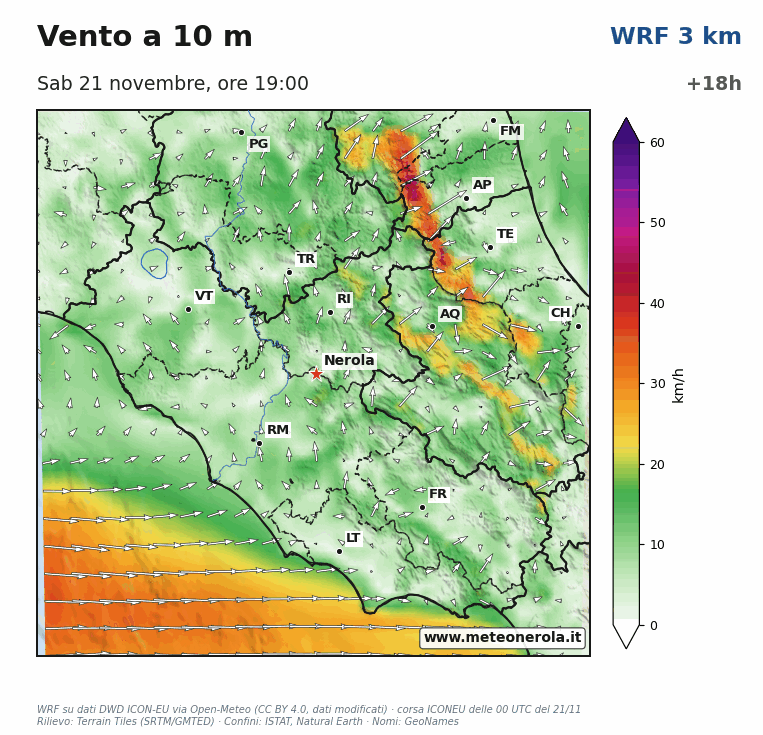 Vento a 10 m
WRF 3 km
Sab 21 novembre, ore 19:00
+18h
FM
PG
AP
TE
TR
VT
RI
AQ
CH
Nerola
RM
FR
LT
www.meteonerola.it
60
50
40
30
20
10
0
km/h
WRF su dati DWD ICON-EU via Open-Meteo (CC BY 4.0, dati modificati) · corsa ICONEU delle 00 UTC del 21/11
Rilievo: Terrain Tiles (SRTM/GMTED) · Confini: ISTAT, Natural Earth · Nomi: GeoNames